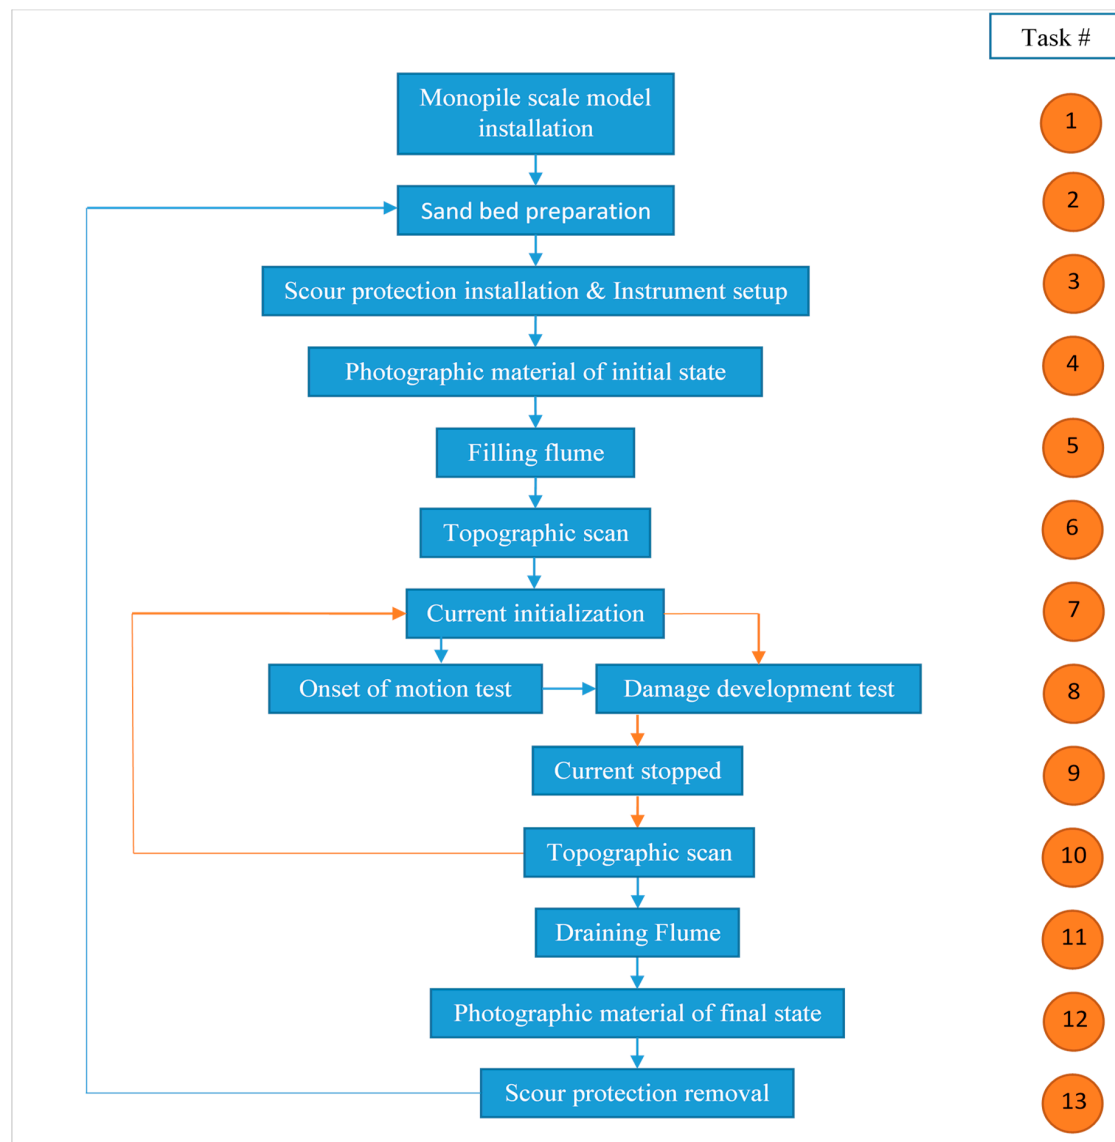 Task #
Monopile scale model
installation
1
Sand bed preparation
2
Scour protection installation & Instrument setup
3
Photographic material of initial state
4
Filling flume
5
Topographic scan
6
Current initialization
7
Onset of motion test
Damage development test
8
Current stopped
9
Topographic scan
10
Draining Flume
11
Photographic material of final state
12
Scour protection removal
13